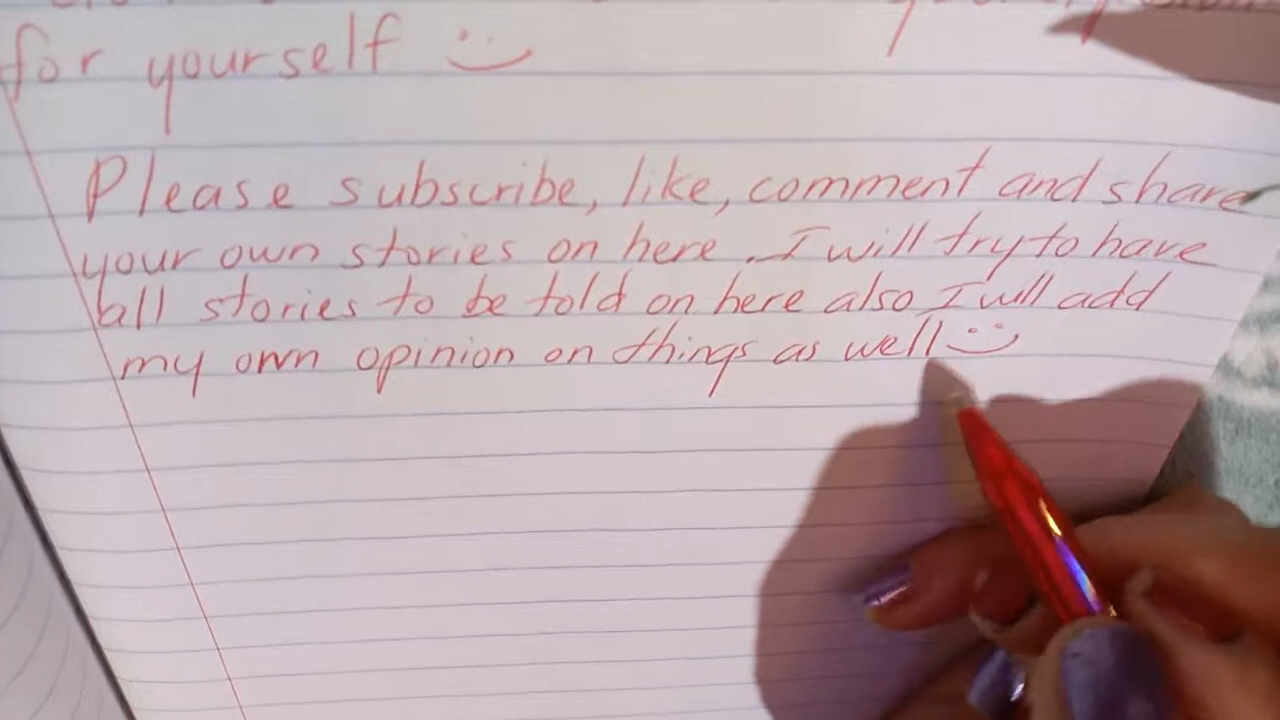 for yourself :)
Please subscribe, like, comment and share
your own stories on here. I will try to have
all stories to be told on here also I will add
my own opinion on things as well :)